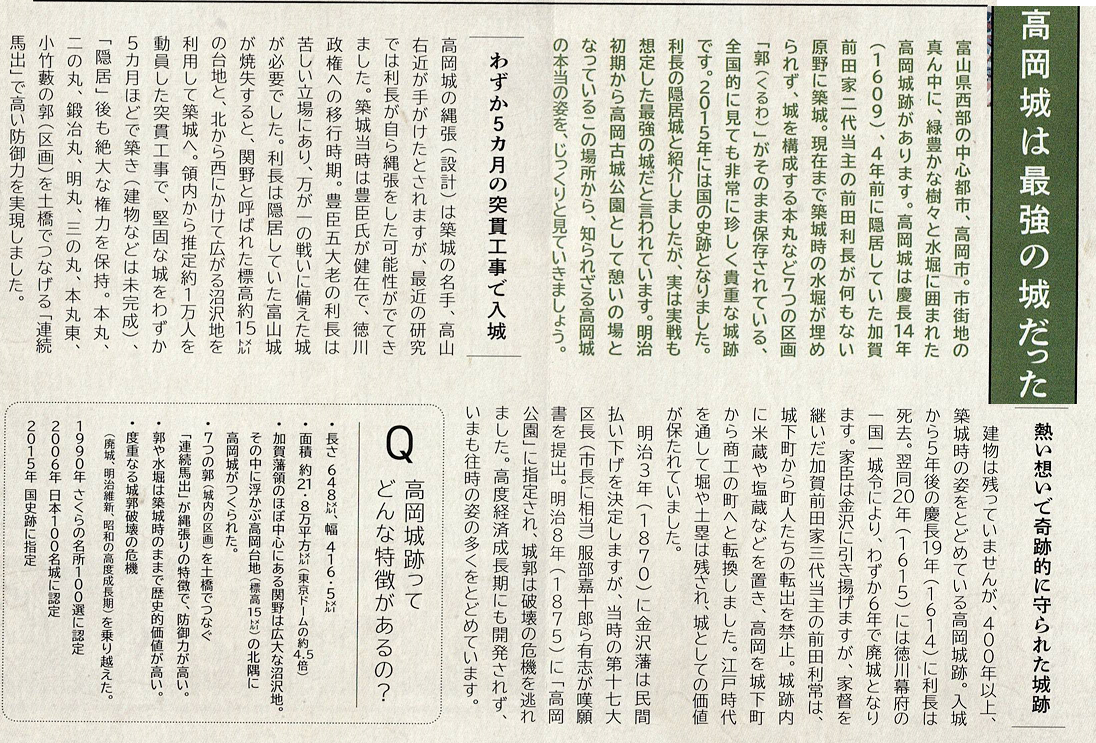 高岡城は最強の城だった
富山県西部の中心都市、高岡市。市街地の
真ん中に、緑豊かな樹々と水堀に囲まれた
高岡城跡があります。高岡城は慶長14年
（1609）、4年前に隠居していた加賀
前田家二代当主の前田利長が何もない
原野に築城。現在まで築城時の水堀が埋め
られず、城を構成する本丸など7つの区画
「郭（くるわ）」がそのまま保存されている、
全国的に見ても非常に珍しく貴重な城跡
です。2015年には国の史跡となりました。
利長の隠居城と紹介しましたが、実は実戦も
想定した最強の城だと言われています。明治
初期から高岡古城公園として憩いの場と
なっているこの場所から、知られざる高岡城
の本当の姿を、じっくりと見ていきましょう。
わずか5カ月の突貫工事で入城
高岡城の縄張（設計）は築城の名手、高山
右近が手がけたとされますが、最近の研究
では利長が自ら縄張をした可能性がでてき
ました。築城当時は豊臣氏が健在で、徳川
政権への移行時期。豊臣五大老の利長は
苦しい立場にあり、万が一の戦いに備えた城
が必要でした。利長は隠居していた富山城
が焼失すると、関野と呼ばれた標高約15㍍
の台地と、北から西にかけて広がる沼沢地を
利用して築城へ。領内から推定約1万人を
動員した突貫工事で、堅固な城をわずか
5カ月ほどで築き（建物などは未完成）、
「隠居」後も絶大な権力を保持。本丸、
二の丸、鍛冶丸、明丸、三の丸、本丸東、
小竹藪の郭（区画）を土橋でつなげる「連続
馬出」で高い防御力を実現しました。
熱い想いで奇跡的に守られた城跡
建物は残っていませんが、400年以上、
築城時の姿をとどめている高岡城跡。入城
から5年後の慶長19年（1614）に利長は
死去。翌同20年（1615）には徳川幕府の
一国一城令により、わずか6年で廃城となり
ます。家臣は金沢に引き揚げますが、家督を
継いだ加賀前田家三代当主の前田利常は、
城下町から町人たちの転出を禁止。城跡内
に米蔵や塩蔵などを置き、高岡を城下町
から商工の町へと転換しました。江戸時代
を通して堀や土塁は残され、城としての価値
が保たれていました。
明治3年（1870）に金沢藩は民間
払い下げを決定しますが、当時の第十七大
区長（市長に相当）服部嘉十郎ら有志が嘆願
書を提出。明治8年（1875）に「高岡
公園」に指定され、城郭は破壊の危機を逃れ
ました。高度経済成長期にも開発されず、
いまも往時の姿の多くをとどめています。
Q 高岡城跡って
どんな特徴があるの？
・長さ 648㍍、幅 416・5㍍
・面積 約21・8万平方㍍（東京ドームの約4.5倍）
・加賀藩領のほぼ中心にある関野は広大な沼沢地。
その中に浮かぶ高岡台地（標高15㍍）の北隅に
高岡城がつくられた。
・7つの郭（城内の区画）を土橋でつなぐ
「連続馬出」が縄張りの特徴で、防御力が高い。
・郭や水堀は築城時のままで歴史的価値が高い。
・度重なる城郭破壊の危機
（廃城、明治維新、昭和の高度成長期）を乗り越えた。
1990年 さくらの名所100選に認定
2006年 日本100名城に認定
2015年 国史跡に指定